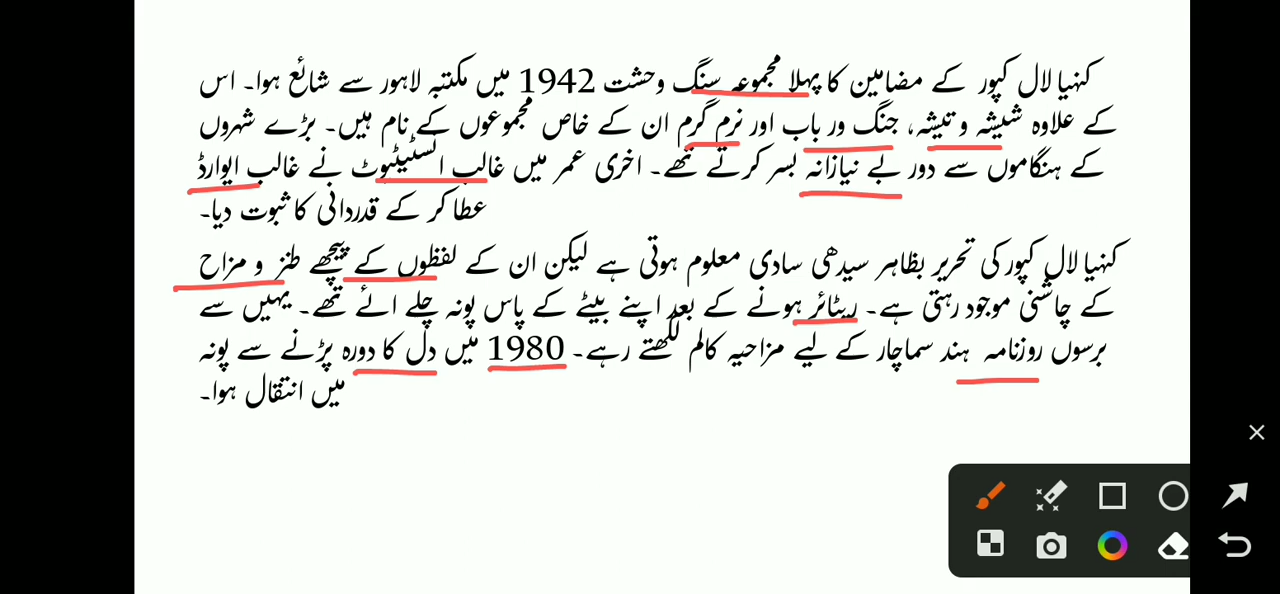 کنہیا لال کپور کے مضامین کا پہلا مجموعہ سنگ وحشت 1942 میں مکتبہ لاہور سے شائع ہوا۔ اس
کے علاوہ شیشہ و تیشہ، جنگ ور باب اور نرم گرم ان کے خاص مجموعوں کے نام ہیں۔ بڑے شہروں
کے ہنگاموں سے دور بے نیازانہ بسر کرتے تھے۔ اخری عمر میں غالب انسٹیٹیوٹ نے غالب ایوارڈ
عطا کر کے قدردانی کا ثبوت دیا۔
کنہیا لال کپور کی تحریر بظاہر سیدھی سادی معلوم ہوتی ہے لیکن ان کے لفظوں کے پیچھے طنز و مزاح
کے چاشنی موجود رہتی ہے۔ ریٹائر ہونے کے بعد اپنے بیٹے کے پاس پونہ چلے ائے تھے۔ یہیں سے
برسوں روزنامہ ہند سماچار کے لیے مزاحیہ کالم لکھتے رہے۔ 1980 میں دل کا دورہ پڑنے سے پونہ
میں انتقال ہوا۔